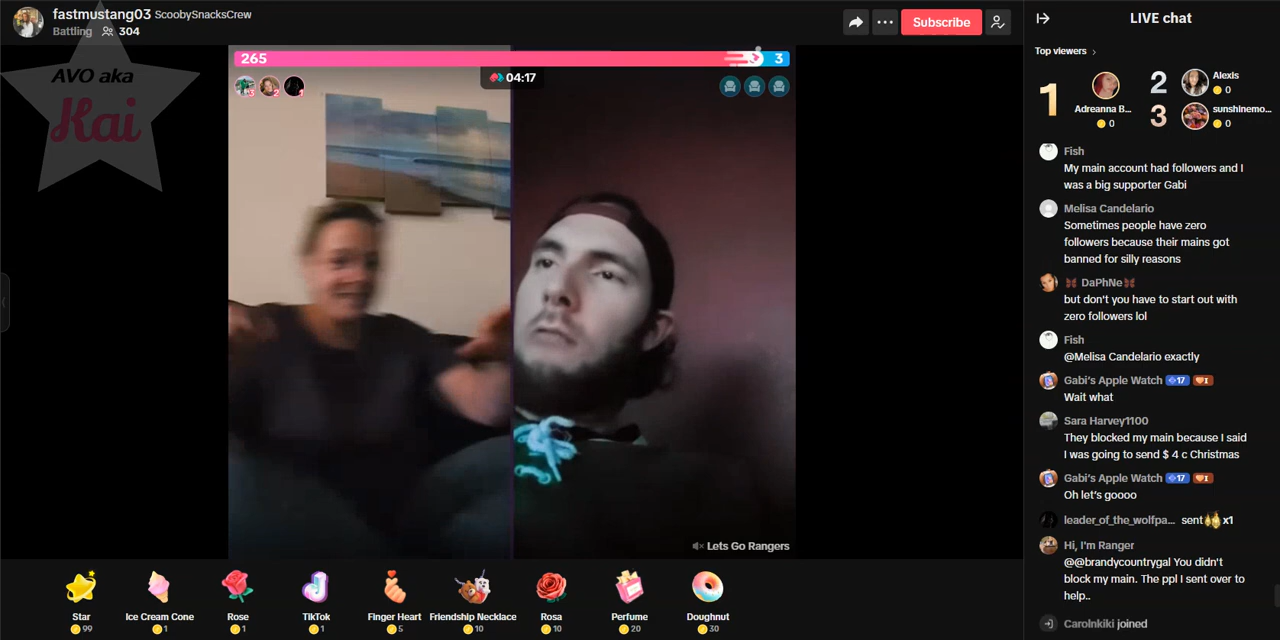 fastmustang03 ScoobySnacksCrew
Battling 304
Subscribe
AVO aka
Kai
265
3
04:17
Lets Go Rangers
Star
99
Ice Cream Cone
1
Rose
1
TikTok
1
Finger Heart
5
Friendship Necklace
10
Rosa
10
Perfume
20
Doughnut
30
LIVE chat
Top viewers
1
Adreanna B...
0
2
Alexis
0
3
sunshinemo...
0
Fish
My main account had followers and I
was a big supporter Gabi
Melisa Candelario
Sometimes people have zero
followers because their mains got
banned for silly reasons
DaPhNe
but don't you have to start out with
zero followers lol
Fish
@Melisa Candelario exactly
Gabi's Apple Watch 17 I
Wait what
Sara Harvey1100
They blocked my main because I said
I was going to send $ 4 c Christmas
Gabi's Apple Watch 17 I
Oh let's goooo
leader_of_the_wolfpa... sent x1
Hi, I'm Ranger
@@brandycountrygal You didn't
block my main. The ppl I sent over to
help..
Carolnkiki joined